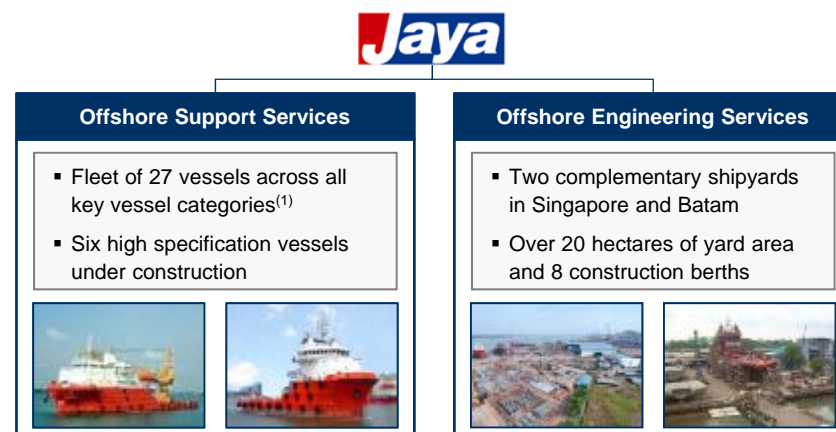 Jaya
Offshore Support Services
▪ Fleet of 27 vessels across all
key vessel categories(1)
▪ Six high specification vessels
under construction
Offshore Engineering Services
▪ Two complementary shipyards
in Singapore and Batam
▪ Over 20 hectares of yard area
and 8 construction berths